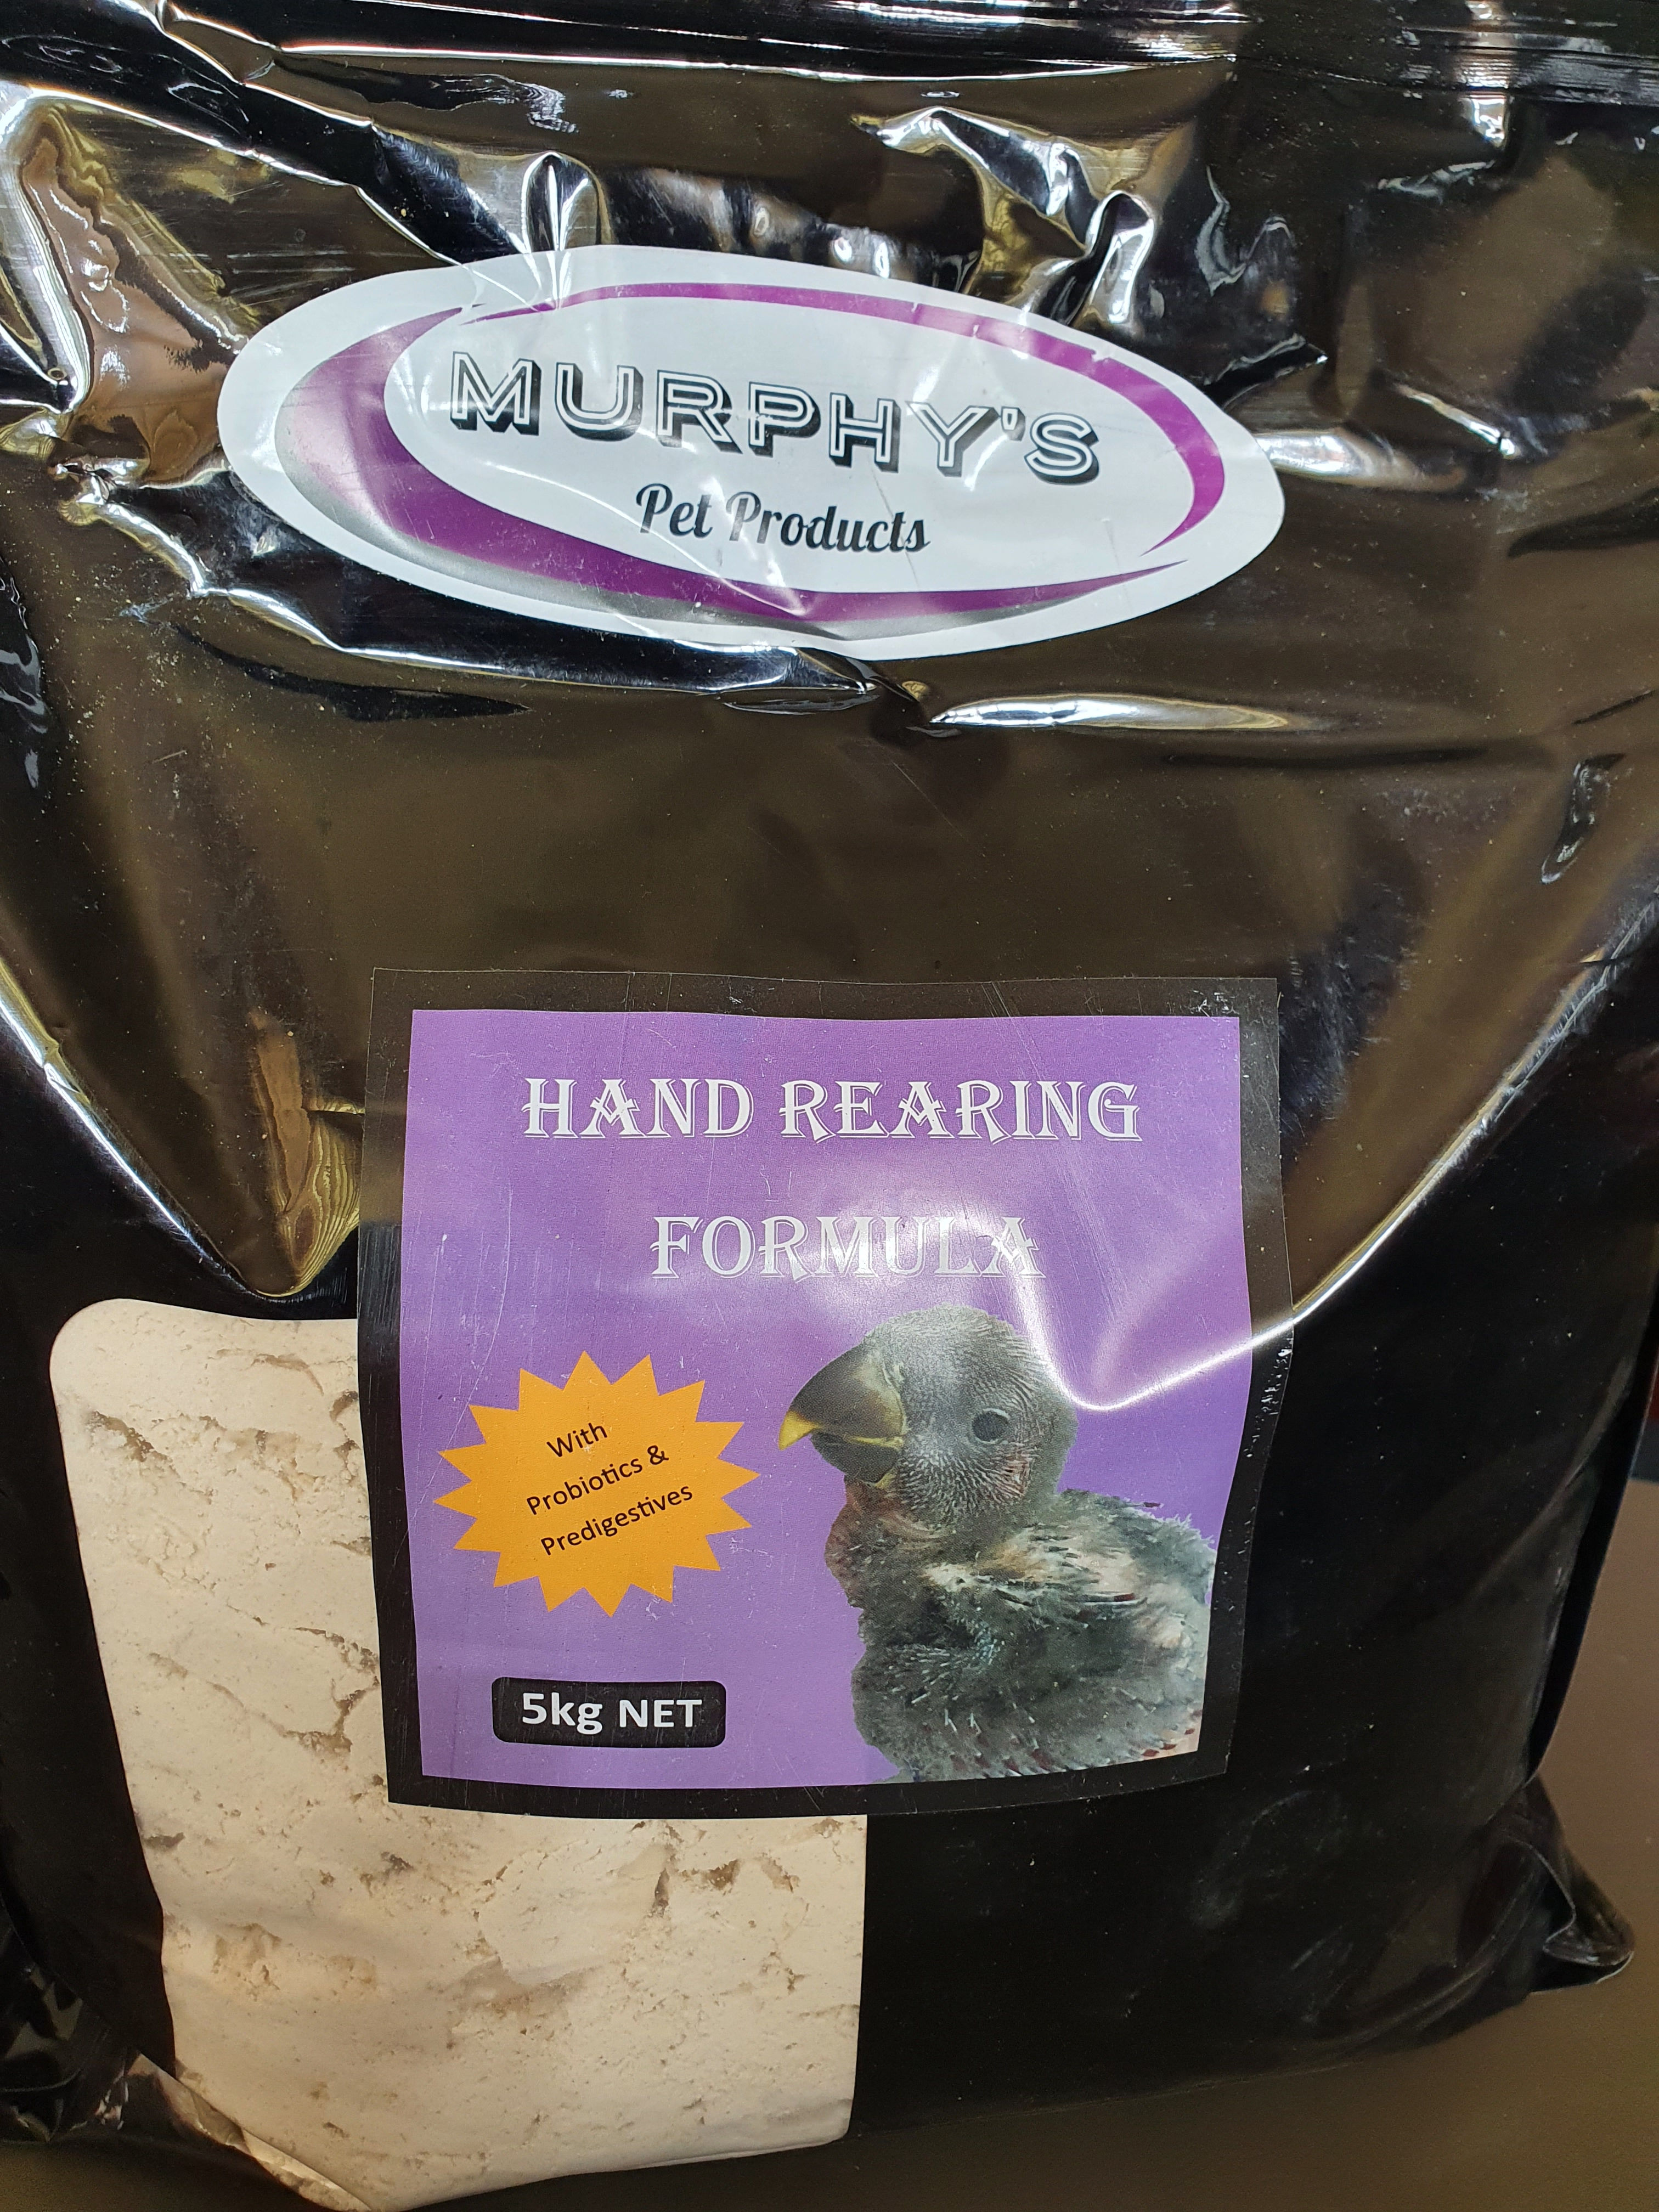 MURPHY'S
Pet Products
HAND REARING
FORMULA
With
Probiotics &
Predigestives
5kg NET